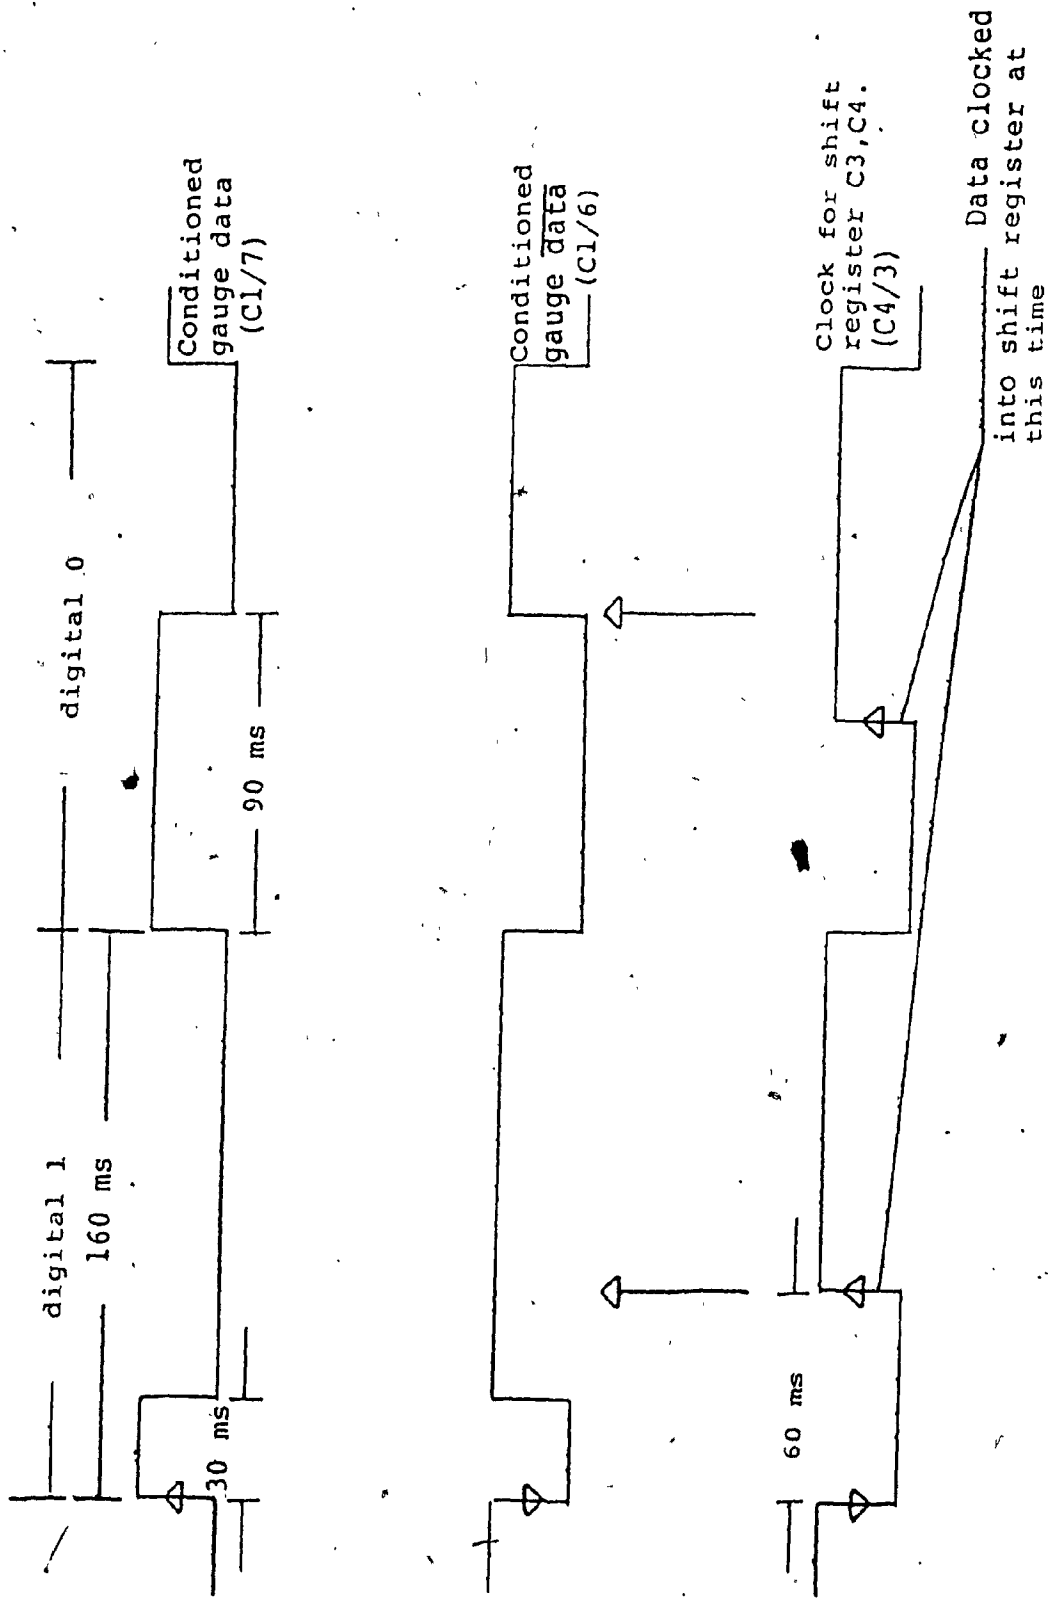 digital 1
digital 0
160 ms
Conditioned
gauge data
(C1/7)
30 ms
90 ms
Conditioned
gauge data
(C1/6)
Clock for shift
register C3,C4.
(C4/3)
60 ms
Data clocked
into shift register at
this time